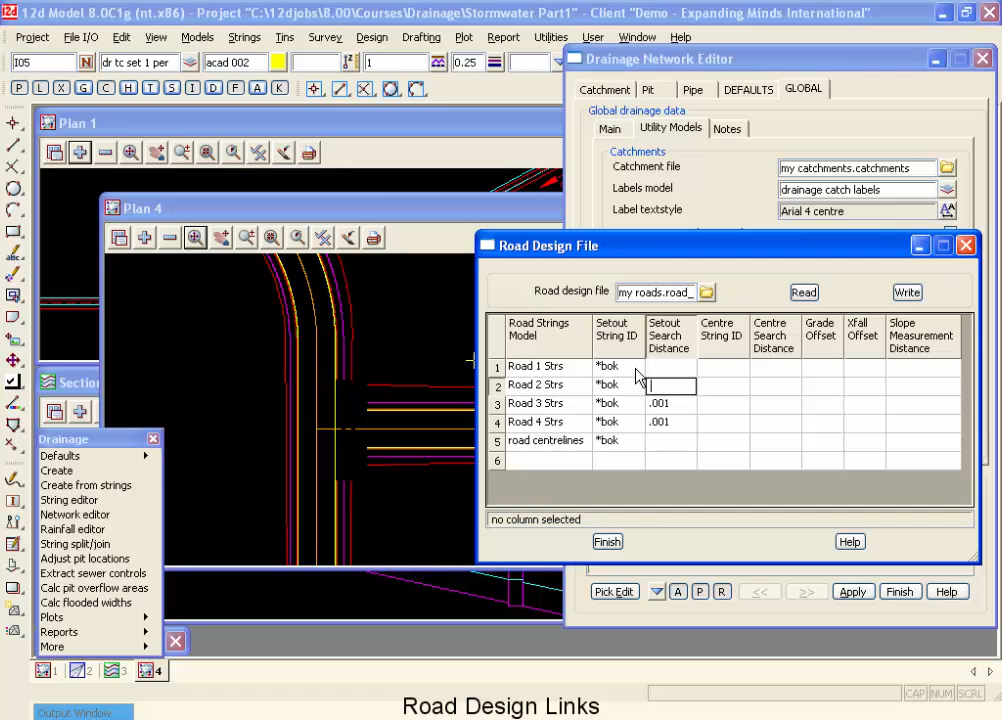 12d Model 8.0C1g (nt.x86) - Project "C:\12djobs\8.00\Courses\Drainage\Stormwater Part1" - Client "Demo - Expanding Minds International"
Project File I/O Edit View Models Strings Tins Survey Design Drafting Plot Report Utilities User Window Help
I05 N dr tc set 1 per acad 002 1 0.25
P L X G C H T S I D F A K
Drainage Network Editor
Catchment Pit Pipe DEFAULTS GLOBAL
Global drainage data
Main Utility Models Notes
Catchments
Catchment file my catchments.catchments
Labels model drainage catch labels
Label textstyle Arial 4 centre
Plan 1
Plan 4
Road Design File
Road design file my roads.road_ Read Write
Road Strings Model Setout String ID Setout Search Distance Centre String ID Centre Search Distance Grade Offset Xfall Offset Slope Measurement Distance
1 Road 1 Strs *bok
2 Road 2 Strs *bok
3 Road 3 Strs *bok .001
4 Road 4 Strs *bok .001
5 road centrelines *bok
6
no column selected
Finish Help
Pick Edit A P R << >> Apply Finish Help
Section
Drainage
Defaults
Create
Create from strings
String editor
Network editor
Rainfall editor
String split/join
Adjust pit locations
Extract sewer controls
Calc pit overflow areas
Calc flooded widths
Plots
Reports
More
1 2 3 4
CAP NUM SCRL
Road Design Links
Output Window